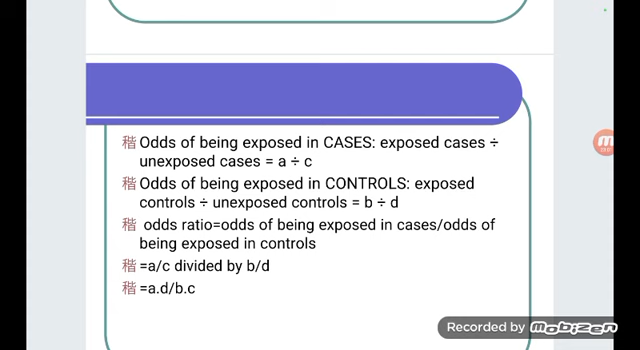 稭 Odds of being exposed in CASES: exposed cases ÷
unexposed cases = a ÷ c
稭 Odds of being exposed in CONTROLS: exposed
controls ÷ unexposed controls = b ÷ d
稭 odds ratio=odds of being exposed in cases/odds of
being exposed in controls
稭 =a/c divided by b/d
稭 =a.d/b.c
Recorded by mobizen